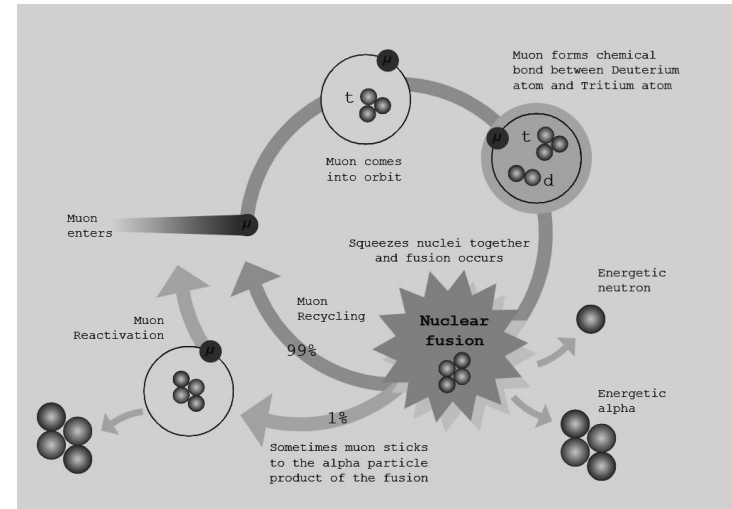 μ
t
Muon forms chemical
bond between Deuterium
atom and Tritium atom
μ
t
d
Muon comes
into orbit
Muon
enters
μ
Squeezes nuclei together
and fusion occurs
Energetic
neutron
Muon
Recycling
99%
Nuclear
fusion
Muon
Reactivation
μ
Energetic
alpha
1%
Sometimes muon sticks
to the alpha particle
product of the fusion